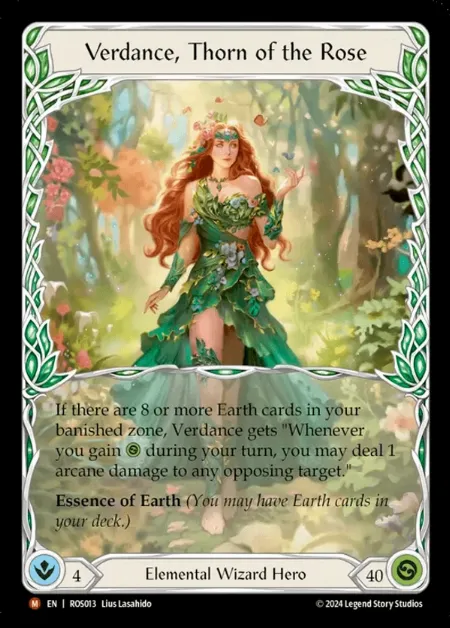 Verdance, Thorn of the Rose
If there are 8 or more Earth cards in your
banished zone, Verdance gets "Whenever
you gain during your turn, you may deal 1
arcane damage to any opposing target."
Essence of Earth (You may have Earth cards in
your deck.)
4 Elemental Wizard Hero 40
M EN | ROS013 Lius Lasahido © 2024 Legend Story Studios